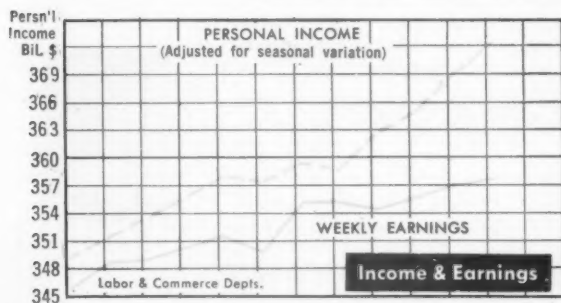 Persn'l
Income
BiL $
PERSONAL INCOME
(Adjusted for seasonal variation)
369
366
363
360
357
354
351
348
345
WEEKLY EARNINGS
Labor & Commerce Depts.
Income & Earnings